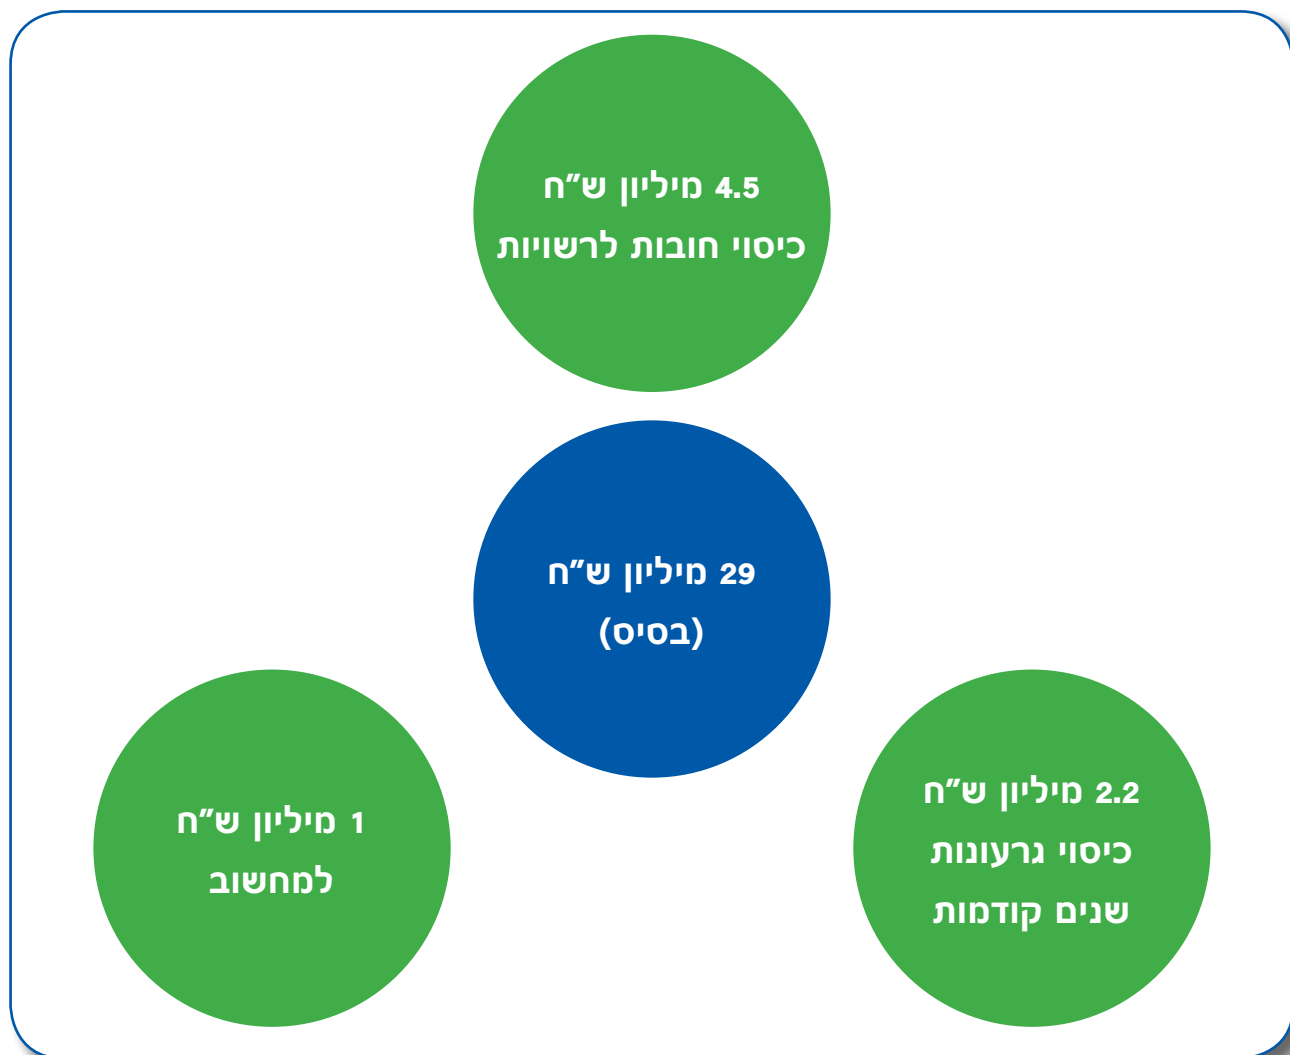 4.5 מיליון ש"ח
כיסוי חובות לרשויות
29 מיליון ש"ח
(בסיס)
2.2 מיליון ש"ח
כיסוי גרעונות
שנים קודמות
1 מיליון ש"ח
למחשוב